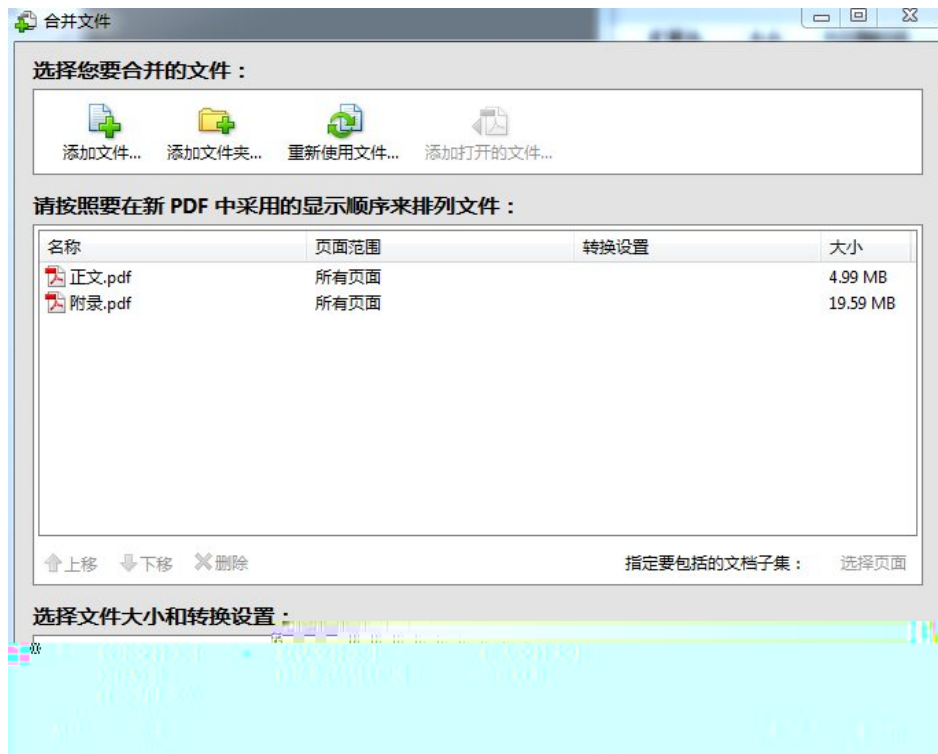 合并文件
选择您要合并的文件：
添加文件... 添加文件夹... 重新使用文件... 添加打开的文件...
请按照要在新 PDF 中采用的显示顺序来排列文件：
名称 页面范围 转换设置 大小
正文.pdf 所有页面 4.99 MB
附录.pdf 所有页面 19.59 MB
上移 下移 删除 指定要包括的文档子集： 选择页面
选择文件大小和转换设置：